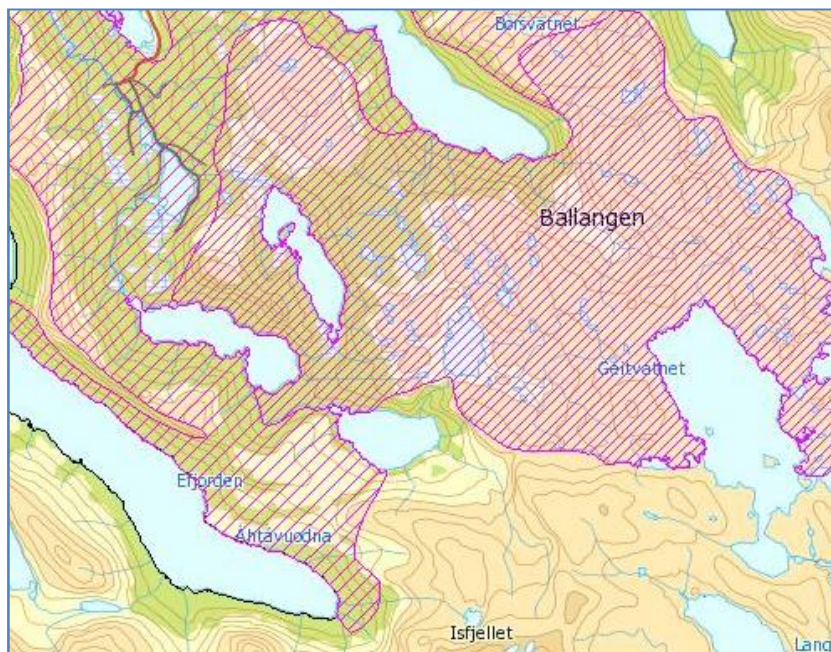 Børsvatnet
Ballangen
Geitvatnet
Efjorden
Áhtávuodna
Isfjellet
Lang